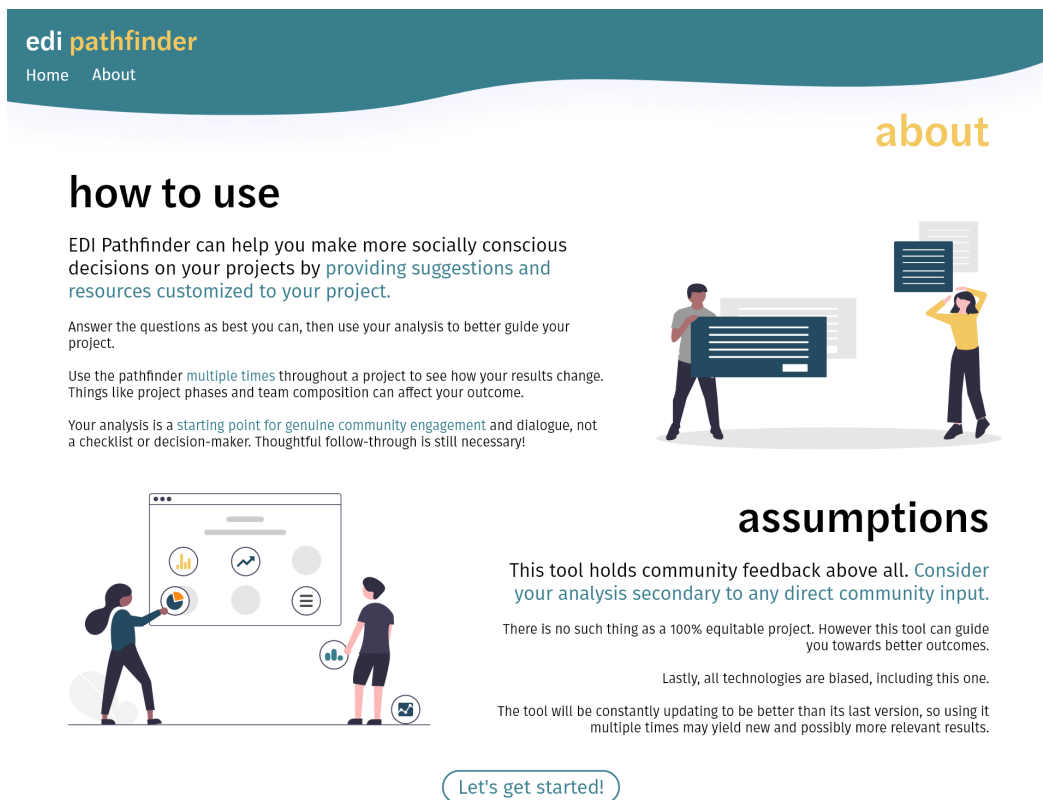 edi pathfinder
Home About
about
how to use
EDI Pathfinder can help you make more socially conscious
decisions on your projects by providing suggestions and
resources customized to your project.
Answer the questions as best you can, then use your analysis to better guide your
project.
Use the pathfinder multiple times throughout a project to see how your results change.
Things like project phases and team composition can affect your outcome.
Your analysis is a starting point for genuine community engagement and dialogue, not
a checklist or decision-maker. Thoughtful follow-through is still necessary!
assumptions
This tool holds community feedback above all. Consider
your analysis secondary to any direct community input.
There is no such thing as a 100% equitable project. However this tool can guide
you towards better outcomes.
Lastly, all technologies are biased, including this one.
The tool will be constantly updating to be better than its last version, so using it
multiple times may yield new and possibly more relevant results.
Let's get started!